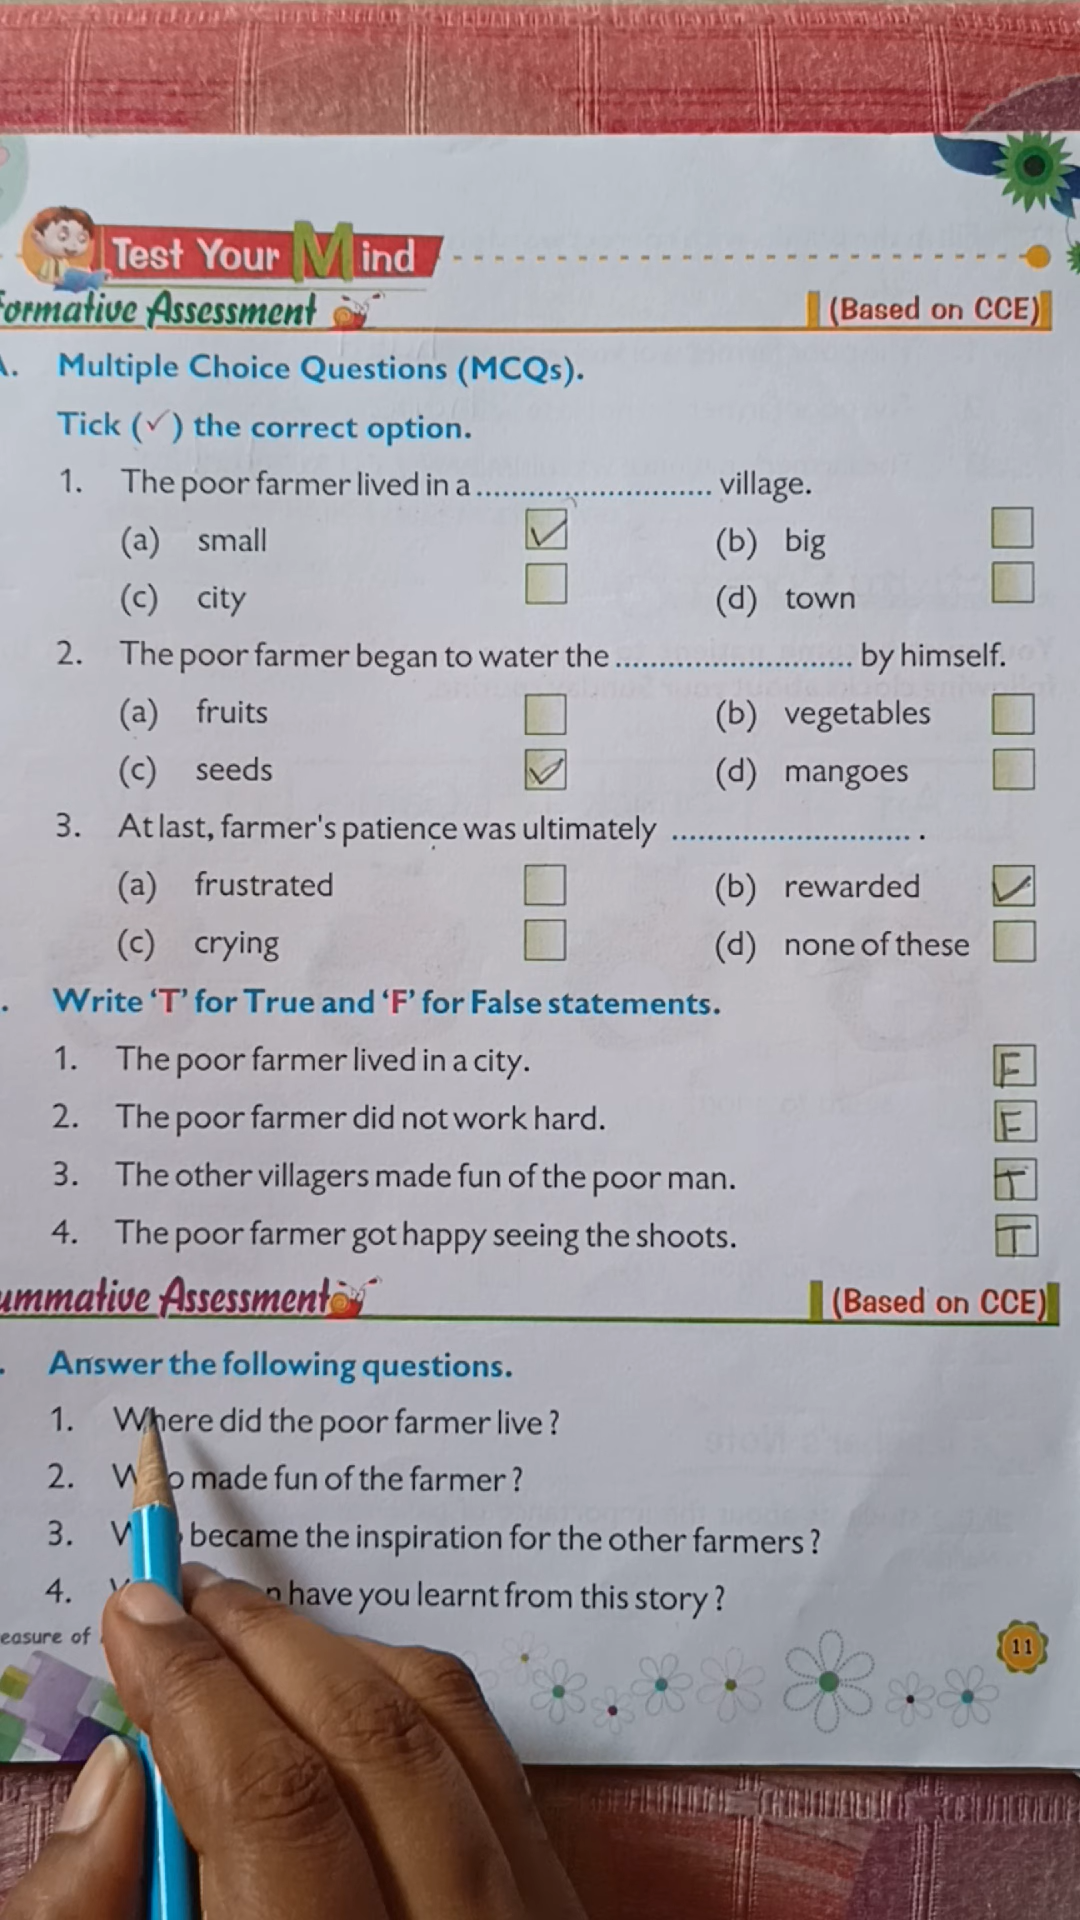 Test Your Mind
Formative Assessment (Based on CCE)
A. Multiple Choice Questions (MCQs).
Tick (✓) the correct option.
1. The poor farmer lived in a .......................... village.
(a) small ✓ (b) big
(c) city (d) town
2. The poor farmer began to water the .......................... by himself.
(a) fruits (b) vegetables
(c) seeds ✓ (d) mangoes
3. At last, farmer's patience was ultimately .......................... .
(a) frustrated (b) rewarded ✓
(c) crying (d) none of these
. Write ‘T’ for True and ‘F’ for False statements.
1. The poor farmer lived in a city. F
2. The poor farmer did not work hard. F
3. The other villagers made fun of the poor man. T
4. The poor farmer got happy seeing the shoots. T
ummative Assessment (Based on CCE)
. Answer the following questions.
1. Where did the poor farmer live ?
2. Who made fun of the farmer ?
3. became the inspiration for the other farmers ?
4. have you learnt from this story ?
easure of
11